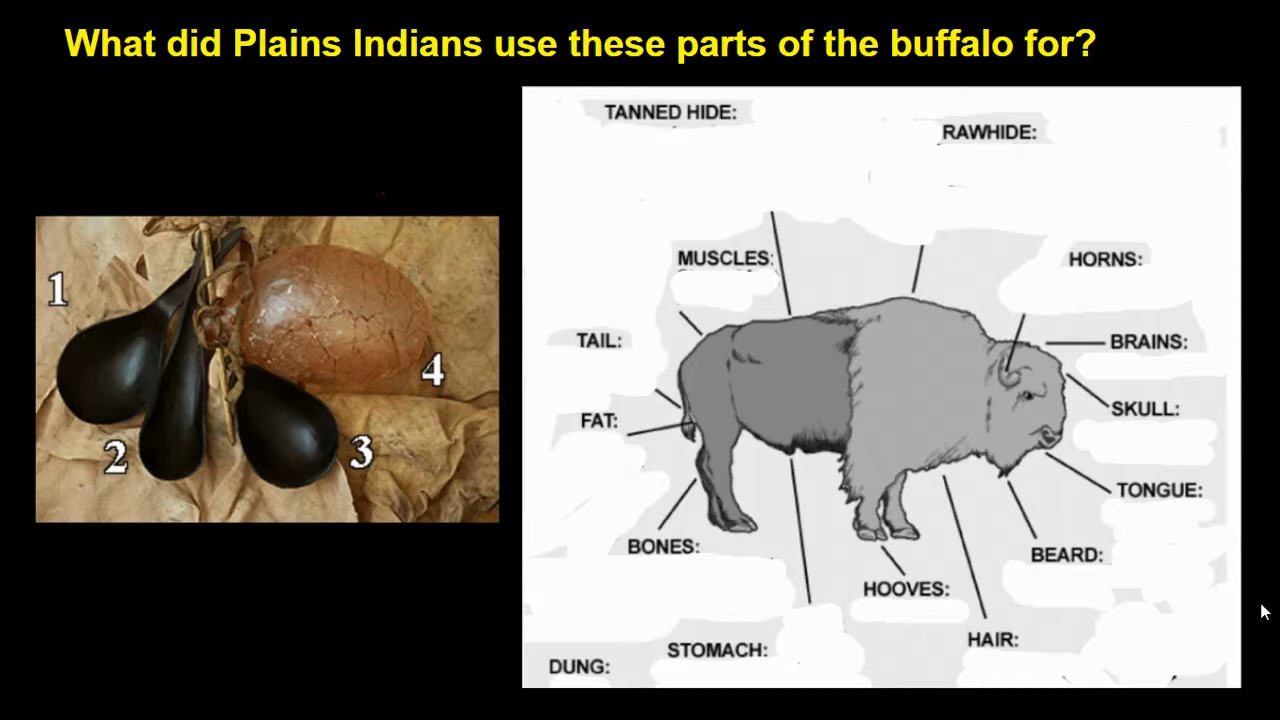 What did Plains Indians use these parts of the buffalo for?
TANNED HIDE:
RAWHIDE:
MUSCLES:
HORNS:
TAIL:
BRAINS:
FAT:
SKULL:
TONGUE:
BONES:
BEARD:
HOOVES:
HAIR:
STOMACH:
DUNG:
1
2
3
4